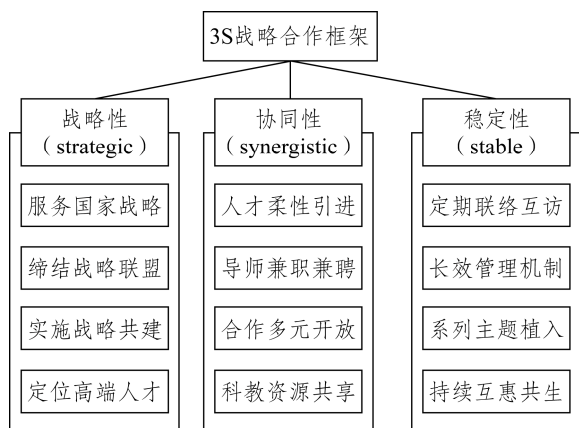 3S战略合作框架
战略性
（strategic）
服务国家战略
缔结战略联盟
实施战略共建
定位高端人才
协同性
（synergistic）
人才柔性引进
导师兼职兼聘
合作多元开放
科教资源共享
稳定性
（stable）
定期联络互访
长效管理机制
系列主题植入
持续互惠共生